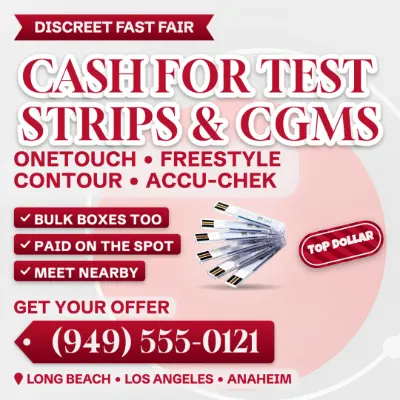 DISCREET FAST FAIR
CASH FOR TEST
STRIPS & CGMS
ONETOUCH • FREESTYLE
CONTOUR • ACCU-CHEK
✓ BULK BOXES TOO
✓ PAID ON THE SPOT
✓ MEET NEARBY
TOP DOLLAR
GET YOUR OFFER
(949) 555-0121
LONG BEACH • LOS ANGELES • ANAHEIM